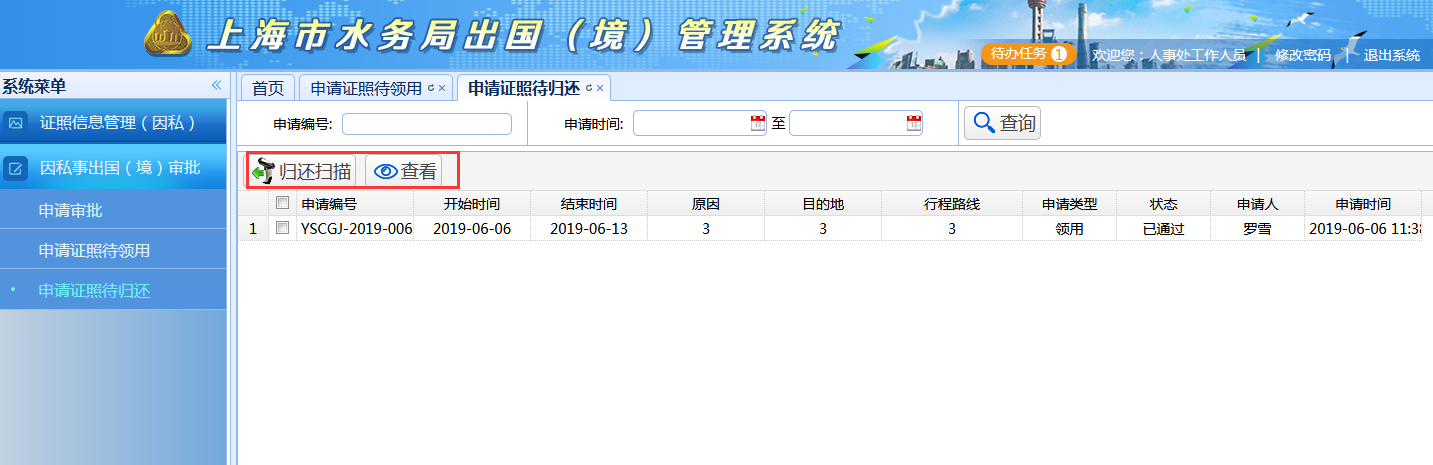 上海市水务局出国（境）管理系统
待办任务 1 欢迎您：人事处工作人员 | 修改密码 | 退出系统
系统菜单
首页 申请证照待领用 申请证照待归还
证照信息管理（因私）
申请编号: 申请时间: 至 查询
因私事出国（境）审批
归还扫描 查看
申请编号 开始时间 结束时间 原因 目的地 行程路线 申请类型 状态 申请人 申请时间
1 YSCGJ-2019-006 2019-06-06 2019-06-13 3 3 3 领用 已通过 罗雪 2019-06-06 11:38
申请审批
申请证照待领用
申请证照待归还